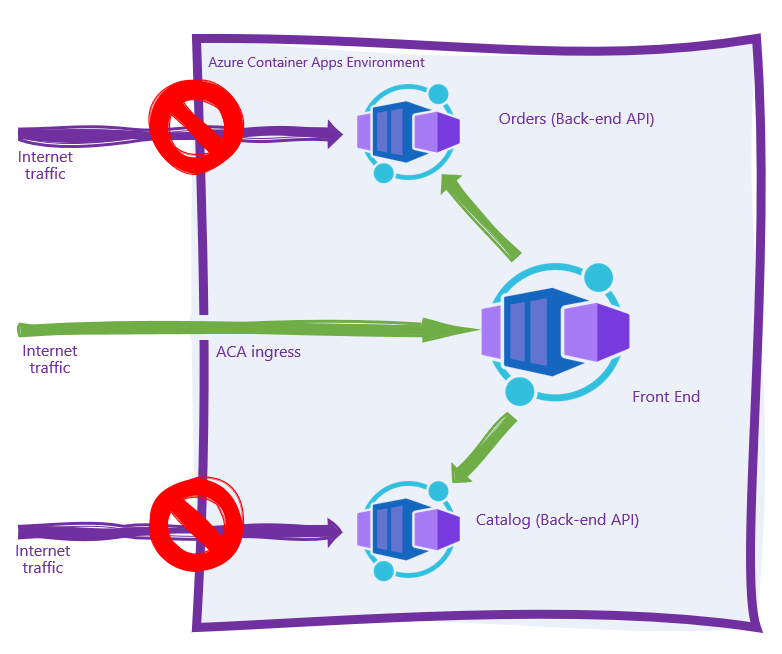 Azure Container Apps Environment
Orders (Back-end API)
Internet
traffic
Internet
traffic
ACA ingress
Front End
Catalog (Back-end API)
Internet
traffic